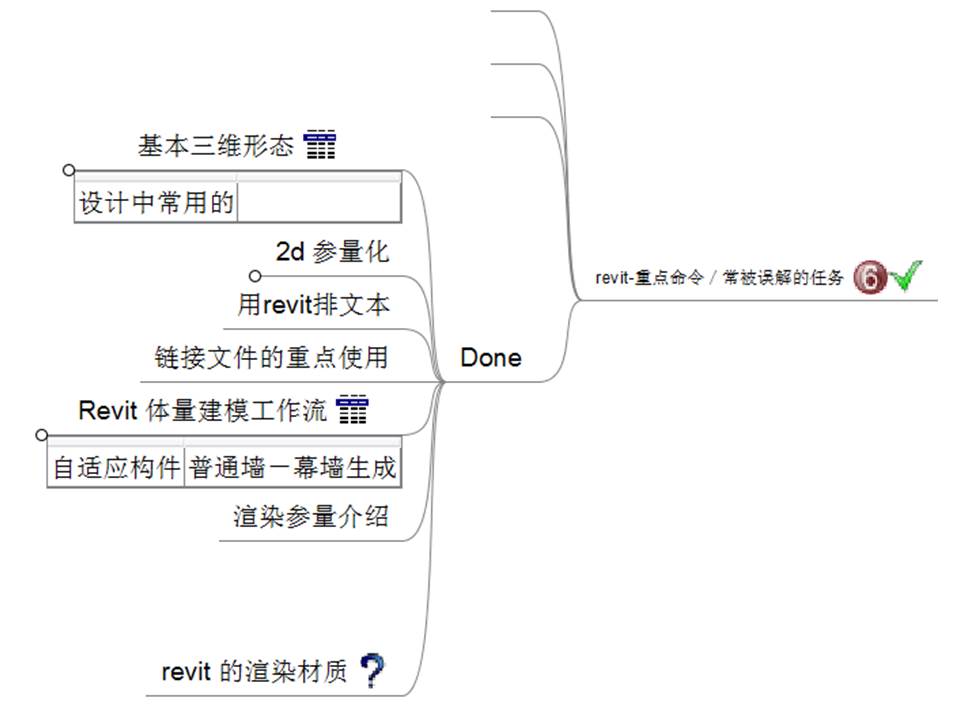 基本三维形态
设计中常用的
2d 参量化
用revit排文本
链接文件的重点使用
Revit 体量建模工作流
自适应构件 普通墙－幕墙生成
渲染参量介绍
revit 的渲染材质
Done
revit-重点命令 / 常被误解的任务 6